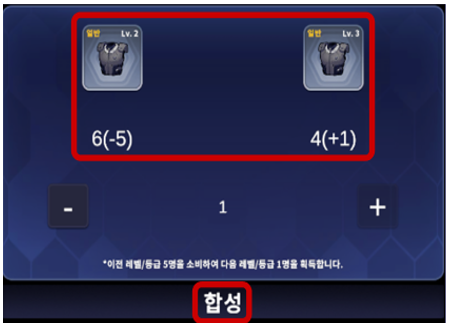 일반 Lv. 2
일반 Lv. 3
6(-5)
4(+1)
- 1 +
*이전 레벨/등급 5명을 소비하여 다음 레벨/등급 1명을 획득합니다.
합성